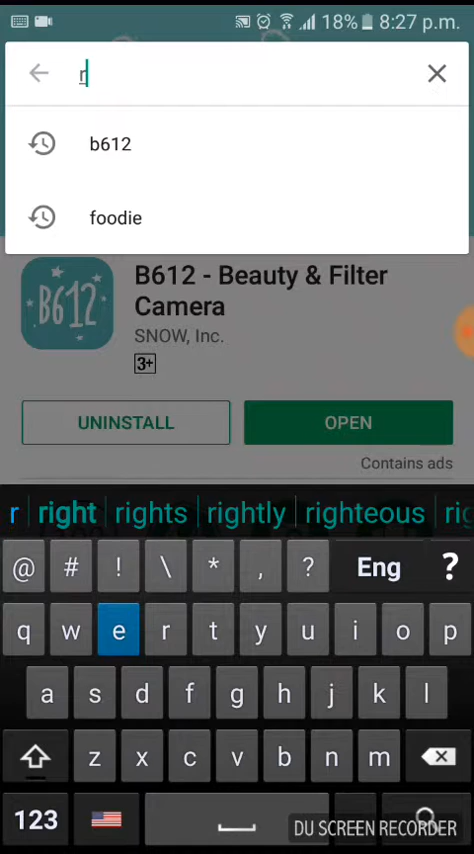 18% 8:27 p.m.
r
b612
foodie
B612
B612 - Beauty & Filter
Camera
SNOW, Inc.
3+
UNINSTALL OPEN
Contains ads
r right rights rightly righteous rig
@ # ! \ * , ? Eng ?
q w e r t y u i o p
a s d f g h j k l
z x c v b n m
123
DU SCREEN RECORDER